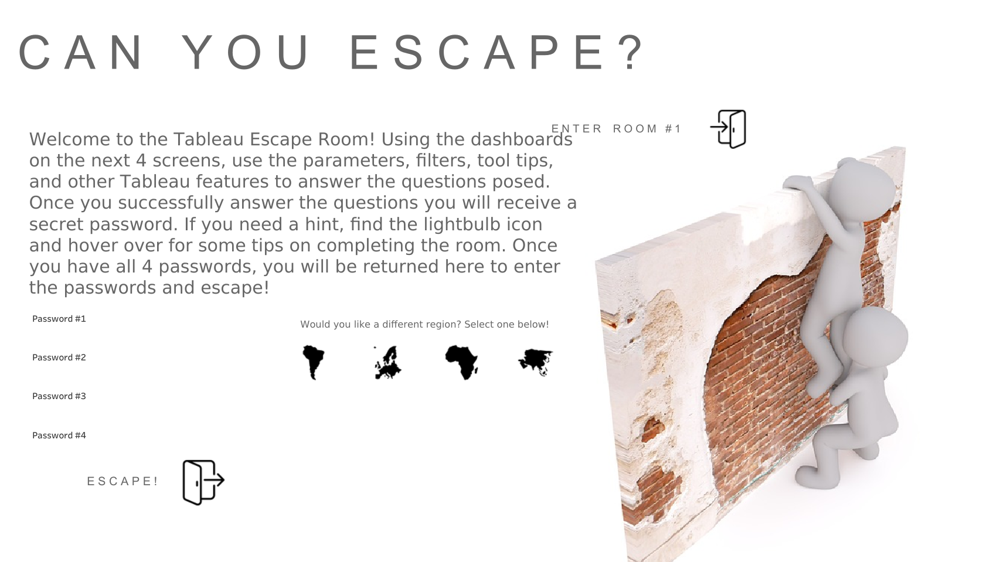 CAN YOU ESCAPE?
ENTER ROOM #1
Welcome to the Tableau Escape Room! Using the dashboards
on the next 4 screens, use the parameters, filters, tool tips,
and other Tableau features to answer the questions posed.
Once you successfully answer the questions you will receive a
secret password. If you need a hint, find the lightbulb icon
and hover over for some tips on completing the room. Once
you have all 4 passwords, you will be returned here to enter
the passwords and escape!
Password #1
Password #2
Password #3
Password #4
Would you like a different region? Select one below!
ESCAPE!